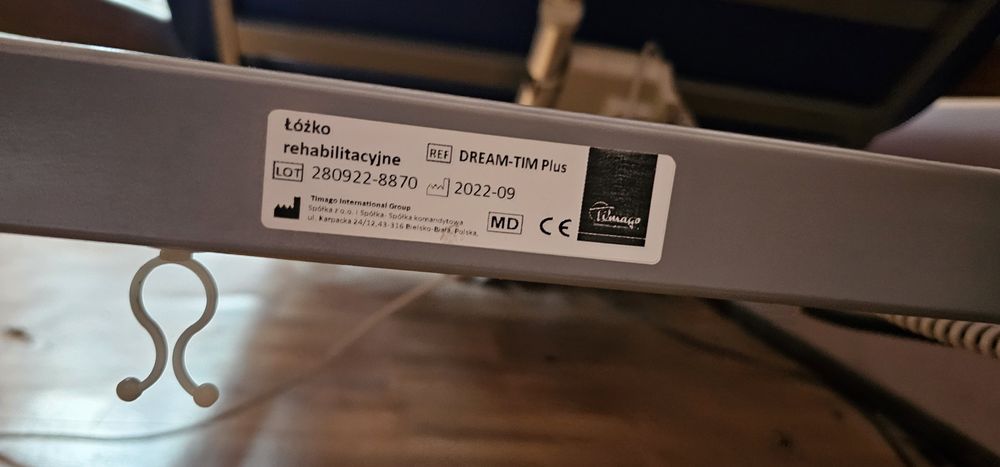 Łóżko
rehabilitacyjne
REF DREAM-TIM Plus
LOT 280922-8870
2022-09
Timago International Group
Spółka z o.o. i Spółka- Spółka komandytowa
ul. Karpacka 24/12,43-316 Bielsko-Biała, Polska,
MD CE
Timago